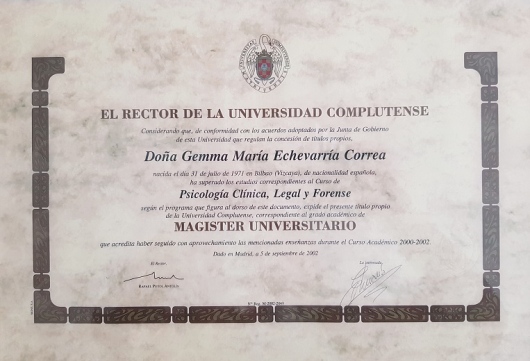 EL RECTOR DE LA UNIVERSIDAD COMPLUTENSE
Considerando que, de conformidad con los acuerdos adoptados por la Junta de Gobierno
de esta Universidad que regulan la concesión de títulos propios,
Doña Gemma María Echevarría Correa
nacida el día 31 de julio de 1971 en Bilbao (Vizcaya), de nacionalidad española,
ha superado los estudios correspondientes al Curso de
Psicología Clínica, Legal y Forense
según el programa que figura al dorso de este documento, expide el presente título propio
de la Universidad Complutense, correspondiente al grado académico de
MAGISTER UNIVERSITARIO
que acredita haber seguido con aprovechamiento las mencionadas enseñanzas durante el Curso Académico 2000-2002
Dado en Madrid, a 5 de septiembre de 2002
El Rector, La interesada,